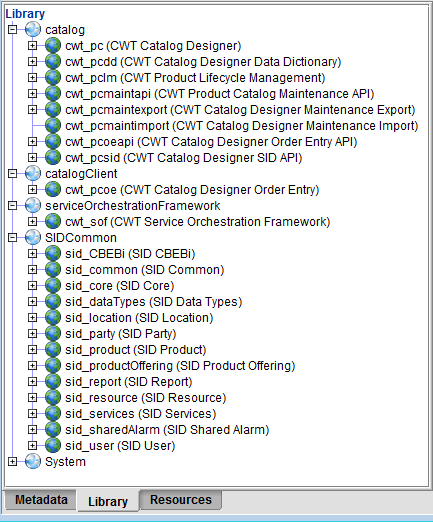 Library
catalog
cwt_pc (CWT Catalog Designer)
cwt_pcdd (CWT Catalog Designer Data Dictionary)
cwt_pclm (CWT Product Lifecycle Management)
cwt_pcmaintapi (CWT Product Catalog Maintenance API)
cwt_pcmaintexport (CWT Catalog Designer Maintenance Export)
cwt_pcmaintimport (CWT Catalog Designer Maintenance Import)
cwt_pcoeapi (CWT Catalog Designer Order Entry API)
cwt_pcsid (CWT Catalog Designer SID API)
catalogClient
cwt_pcoe (CWT Catalog Designer Order Entry)
serviceOrchestrationFramework
cwt_sof (CWT Service Orchestration Framework)
SIDCommon
sid_CBEBi (SID CBEBi)
sid_common (SID Common)
sid_core (SID Core)
sid_dataTypes (SID Data Types)
sid_location (SID Location)
sid_party (SID Party)
sid_product (SID Product)
sid_productOffering (SID Product Offering)
sid_report (SID Report)
sid_resource (SID Resource)
sid_services (SID Services)
sid_sharedAlarm (SID Shared Alarm)
sid_user (SID User)
System
Metadata Library Resources